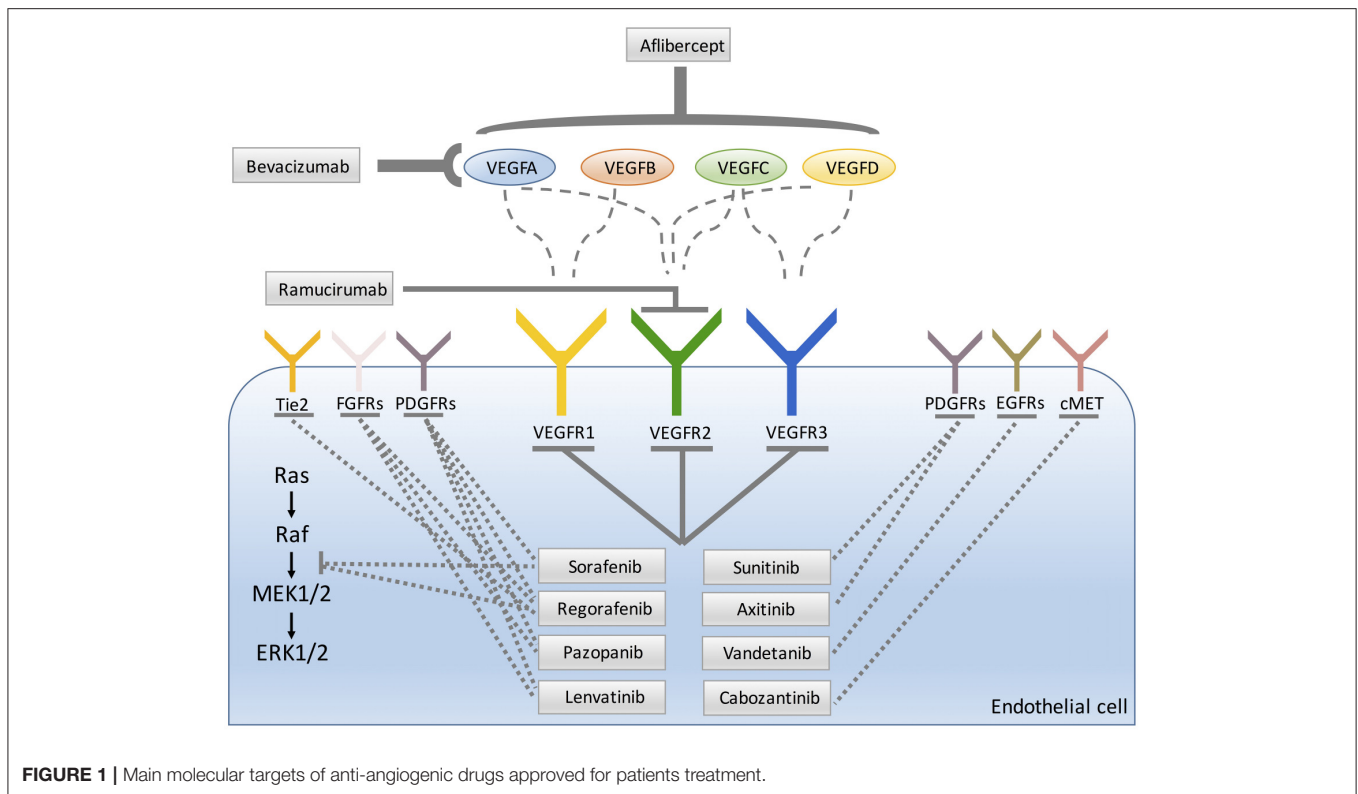 Aflibercept
Bevacizumab
VEGFA
VEGFB
VEGFC
VEGFD
Ramucirumab
Tie2
FGFRs
PDGFRs
VEGFR1
VEGFR2
VEGFR3
PDGFRs
EGFRs
cMET
Ras
Raf
MEK1/2
ERK1/2
Sorafenib
Sunitinib
Regorafenib
Axitinib
Pazopanib
Vandetanib
Lenvatinib
Cabozantinib
Endothelial cell
FIGURE 1 | Main molecular targets of anti-angiogenic drugs approved for patients treatment.